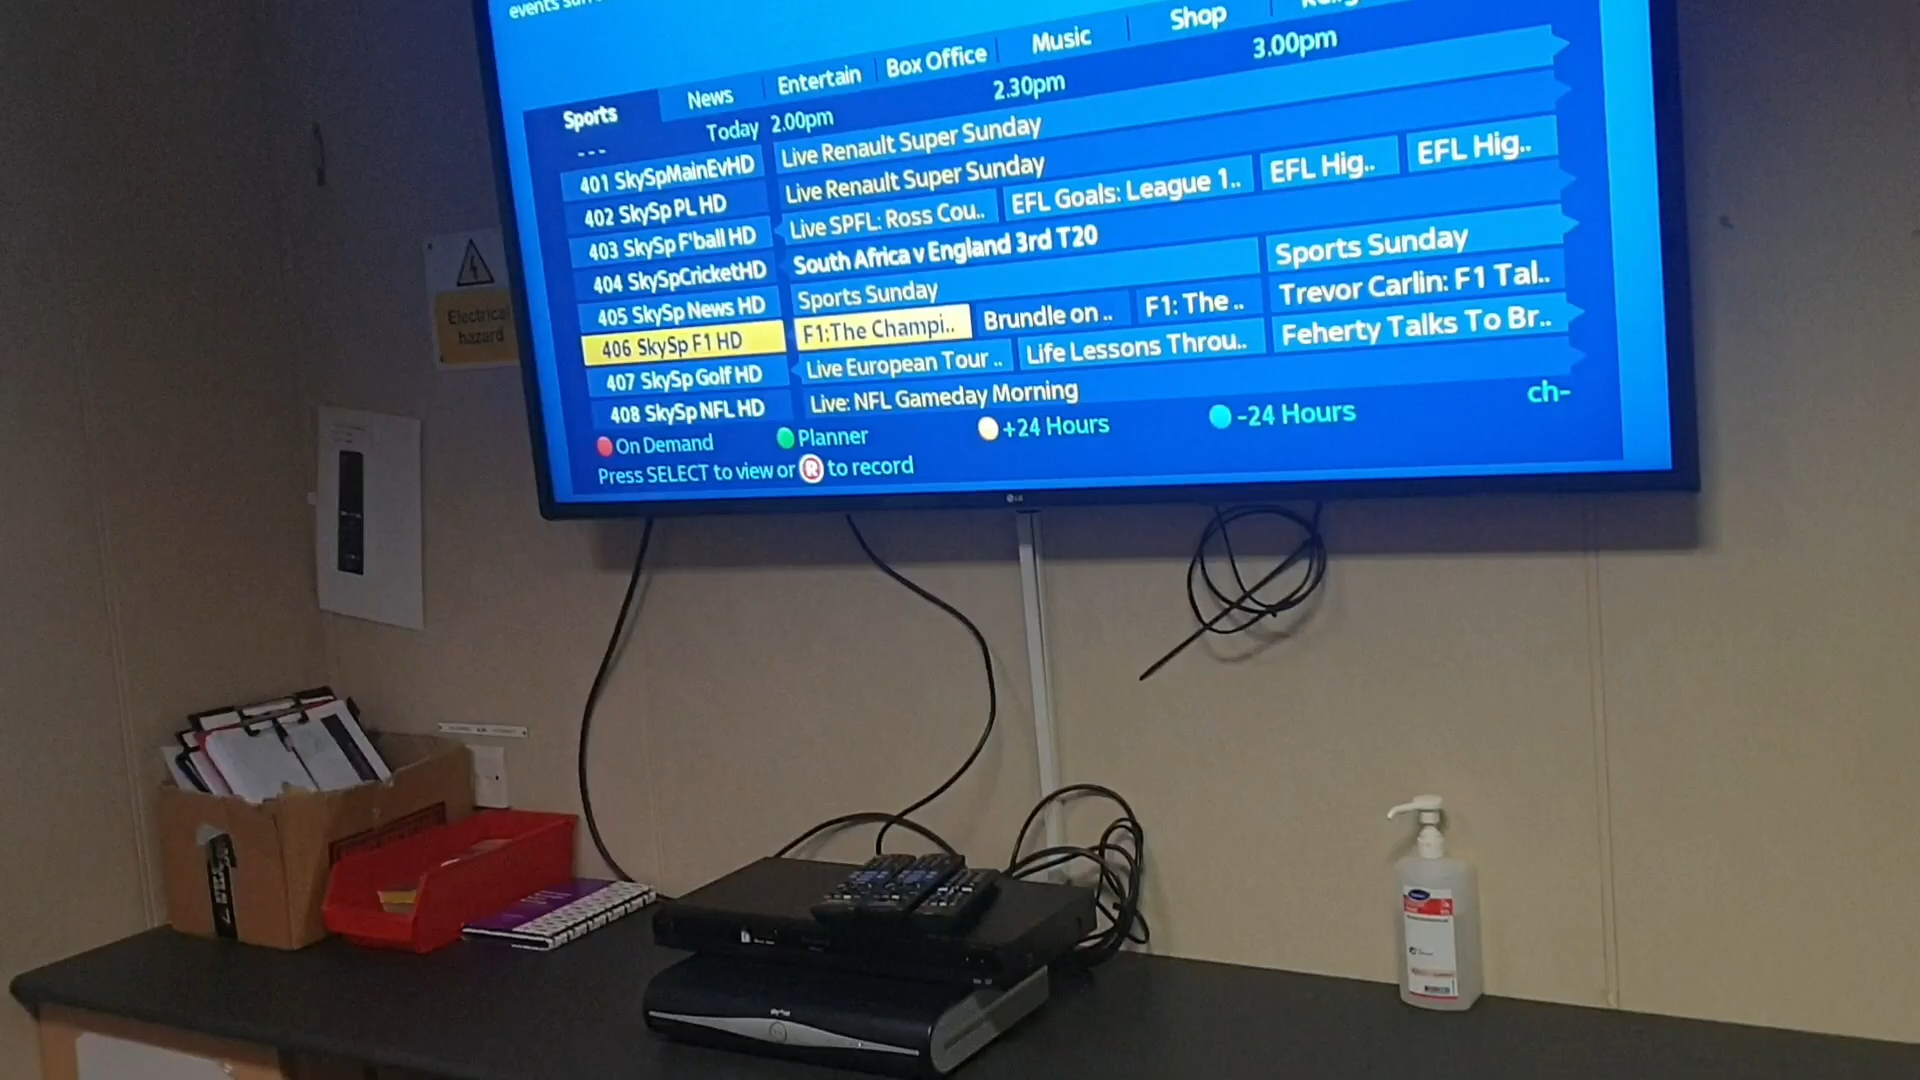 Music
Shop
Entertain
Box Office
Sports
News
Today 2.00pm
2.30pm
3.00pm
---
401 SkySpMainEvHD
Live Renault Super Sunday
402 SkySp PL HD
Live Renault Super Sunday
403 SkySp F'ball HD
Live SPFL: Ross Cou..
EFL Goals: League 1..
EFL Hig..
EFL Hig..
404 SkySpCricketHD
South Africa v England 3rd T20
405 SkySp News HD
Sports Sunday
Sports Sunday
406 SkySp F1 HD
F1:The Champi..
Brundle on ..
F1: The ..
Trevor Carlin: F1 Tal..
407 SkySp Golf HD
Live European Tour ..
Life Lessons Throu..
Feherty Talks To Br..
408 SkySp NFL HD
Live: NFL Gameday Morning
ch-
On Demand
Planner
+24 Hours
-24 Hours
Press SELECT to view or R to record
LG
Electrical
hazard